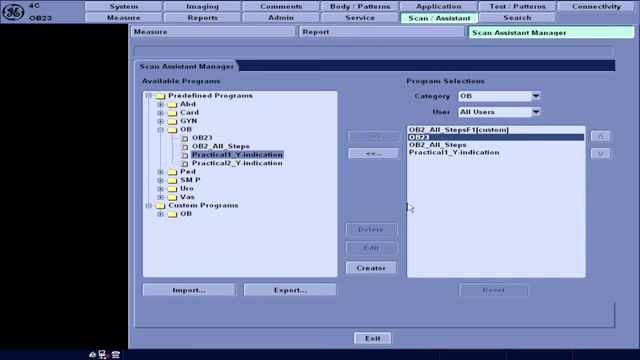 4C
OB23
System
Imaging
Comments
Body / Patterns
Application
Test / Patterns
Connectivity
Measure
Reports
Admin
Service
Scan / Assistant
Search
Measure
Report
Scan Assistant Manager
Scan Assistant Manager
Available Programs
Predefined Programs
Abd
Card
GYN
OB
OB23
OB2_All_Steps
Practical1_Y-indication
Practical2_Y-indication
Ped
SM P
Uro
Vas
Custom Programs
OB
>>
<<..
Delete
Edit
Creator
Import...
Export...
Program Selections
Category
OB
User
All Users
OB2_All_StepsF1[custom]
OB23
OB2_All_Steps
Practical1_Y-indication
Λ
V
Reset
Exit